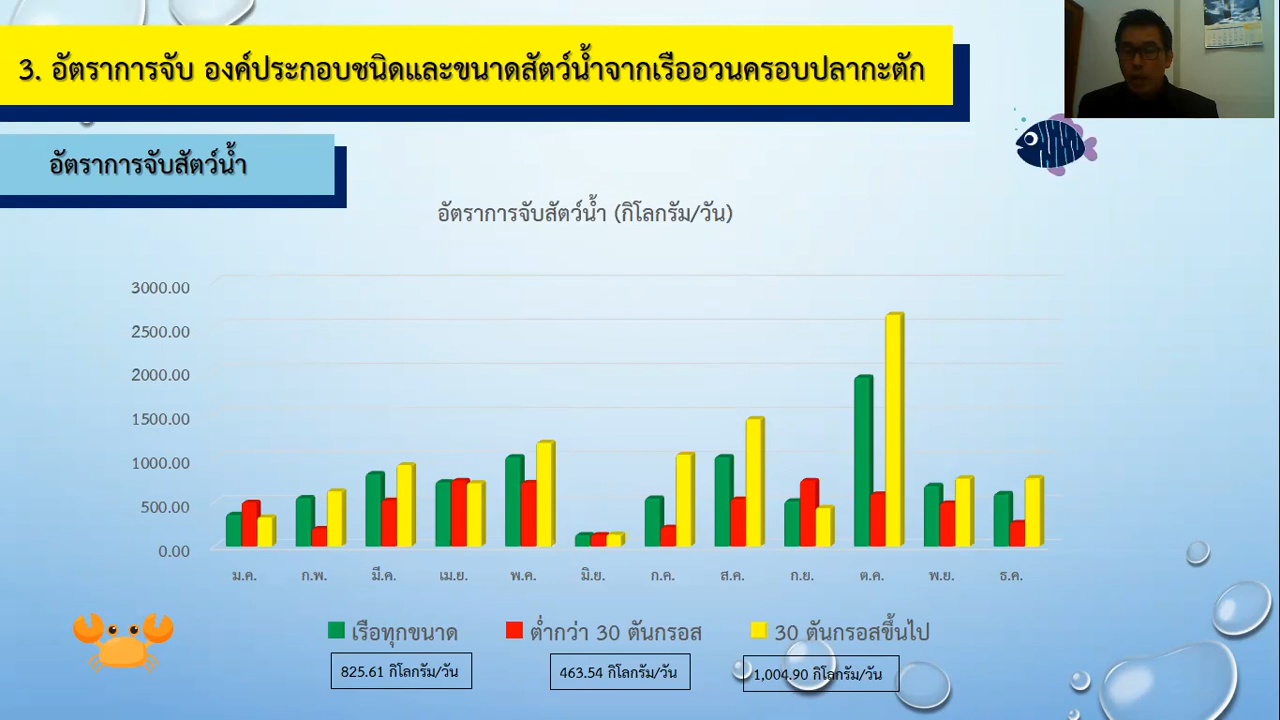 3. อัตราการจับ องค์ประกอบชนิดและขนาดสัตว์น้ำจากเรืออวนครอบปลากะตัก
อัตราการจับสัตว์น้ำ
อัตราการจับสัตว์น้ำ (กิโลกรัม/วัน)
3000.00
2500.00
2000.00
1500.00
1000.00
500.00
0.00
ม.ค. ก.พ. มี.ค. เม.ย. พ.ค. มิ.ย. ก.ค. ส.ค. ก.ย. ต.ค. พ.ย. ธ.ค.
เรือทุกขนาด ต่ำกว่า 30 ตันกรอส 30 ตันกรอสขึ้นไป
825.61 กิโลกรัม/วัน 463.54 กิโลกรัม/วัน 1,004.90 กิโลกรัม/วัน